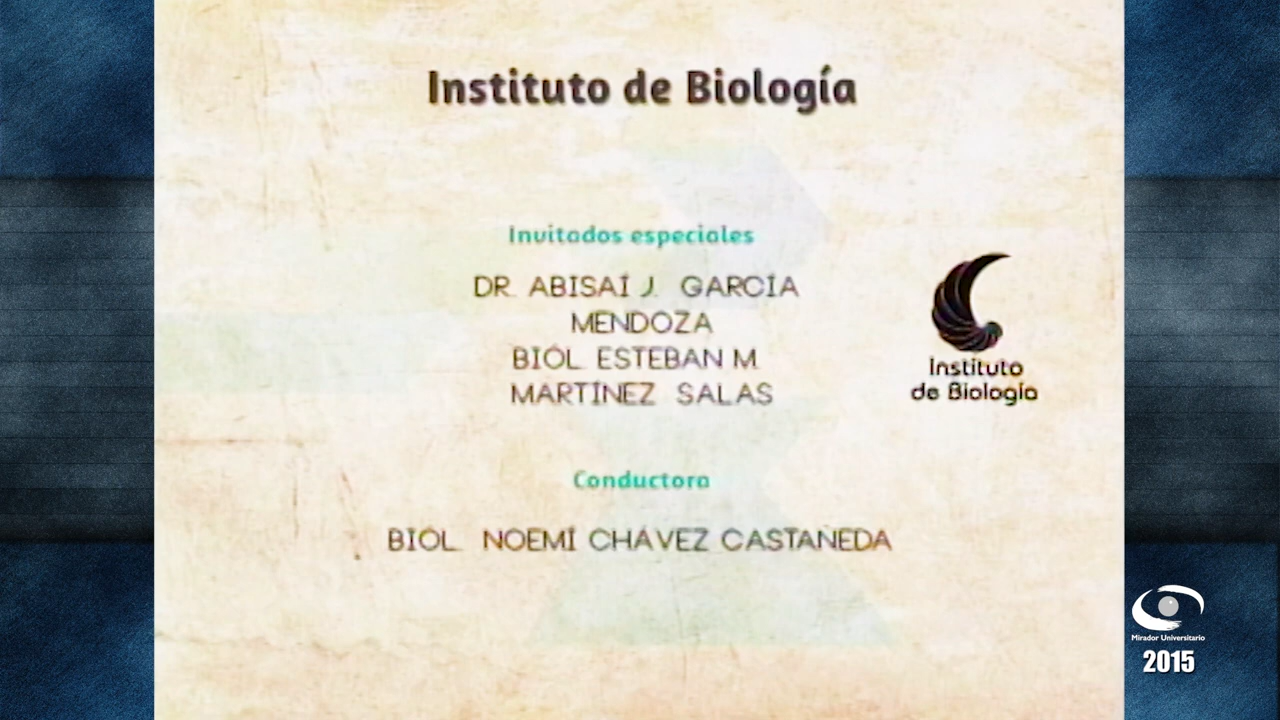 Instituto de Biología
Invitados especiales
DR. ABISAÍ J. GARCÍA
MENDOZA
BIÓL. ESTEBAN M.
MARTÍNEZ SALAS
Instituto
de Biología
Conductora
BIÓL. NOEMÍ CHÁVEZ CASTAÑEDA
Mirador Universitario
2015